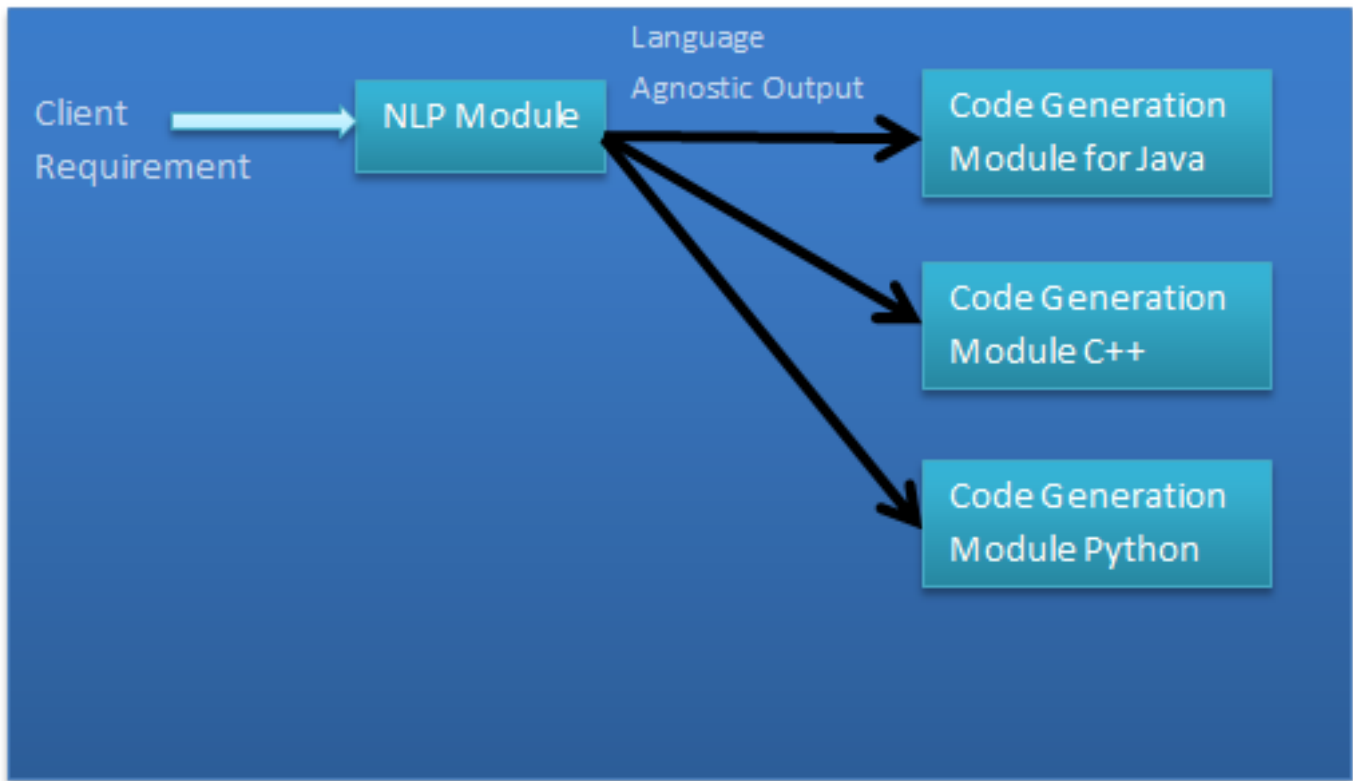 Client
Requirement
NLP Module
Language
Agnostic Output
Code Generation
Module for Java
Code Generation
Module C++
Code Generation
Module Python